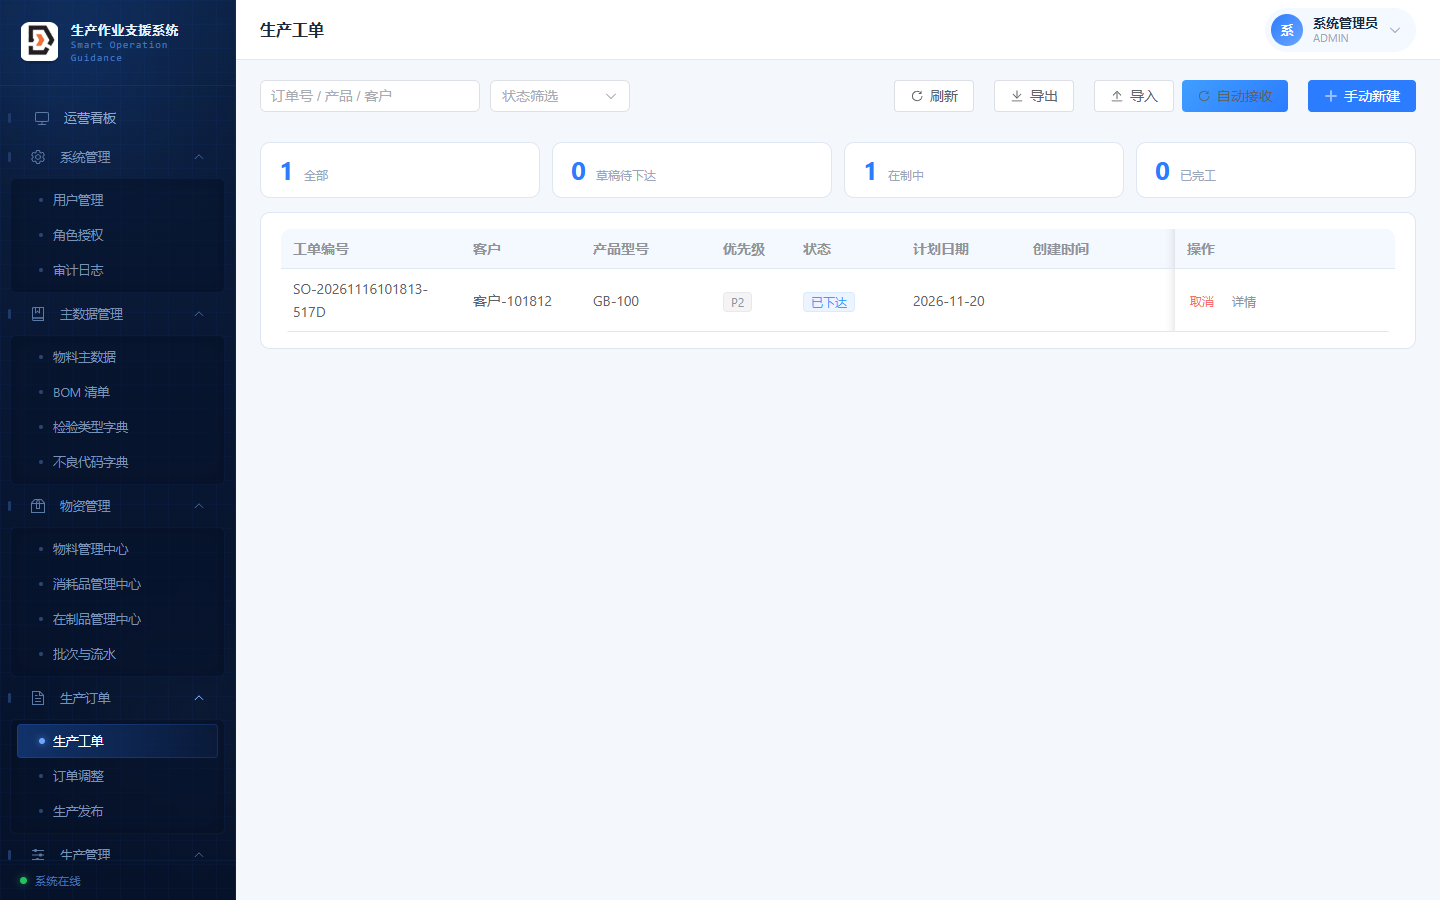 生产作业支援系统
Smart Operation
Guidance
运营看板
系统管理
用户管理
角色授权
审计日志
主数据管理
物料主数据
BOM 清单
检验类型字典
不良代码字典
物资管理
物料管理中心
消耗品管理中心
在制品管理中心
批次与流水
生产订单
生产工单
订单调整
生产发布
生产管理
系统在线
生产工单
系 系统管理员
ADMIN
订单号 / 产品 / 客户 状态筛选 刷新 导出 导入 自动接收 手动新建
1 全部 0 草稿待下达 1 在制中 0 已完工
工单编号 客户 产品型号 优先级 状态 计划日期 创建时间 操作
SO-20261116101813-
517D 客户-101812 GB-100 P2 已下达 2026-11-20 取消 详情